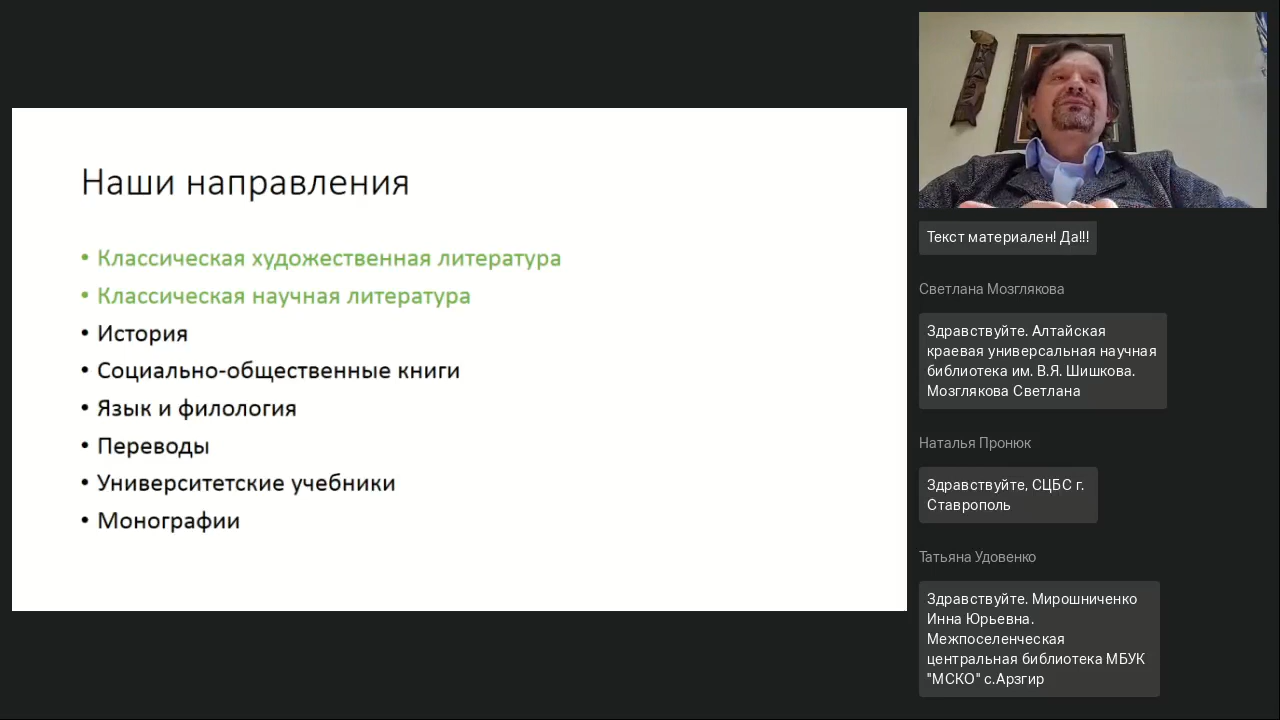 Наши направления
• Классическая художественная литература
• Классическая научная литература
• История
• Социально-общественные книги
• Язык и филология
• Переводы
• Университетские учебники
• Монографии
Текст материален! Да!!!
Светлана Мозглякова
Здравствуйте. Алтайская
краевая универсальная научная
библиотека им. В.Я. Шишкова.
Мозглякова Светлана
Наталья Пронюк
Здравствуйте, СЦБС г.
Ставрополь
Татьяна Удовенко
Здравствуйте. Мирошниченко
Инна Юрьевна.
Межпоселенческая
центральная библиотека МБУК
"МСКО" с.Арзгир